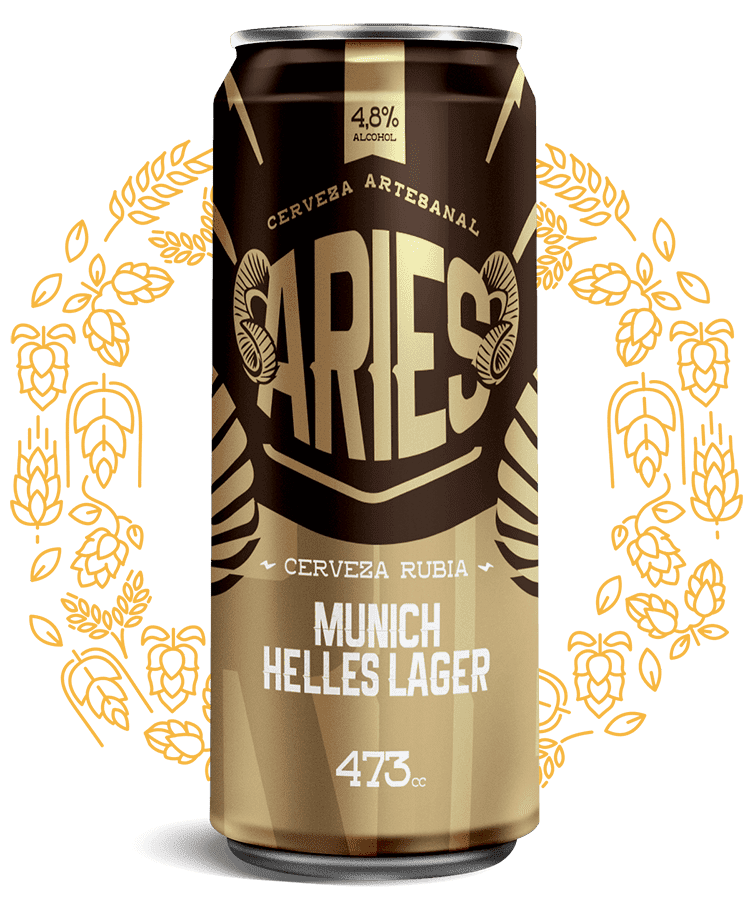 4,8%
ALCOHOL
CERVEZA ARTESANAL
ARIES
CERVEZA RUBIA
MUNICH
HELLES LAGER
473cc